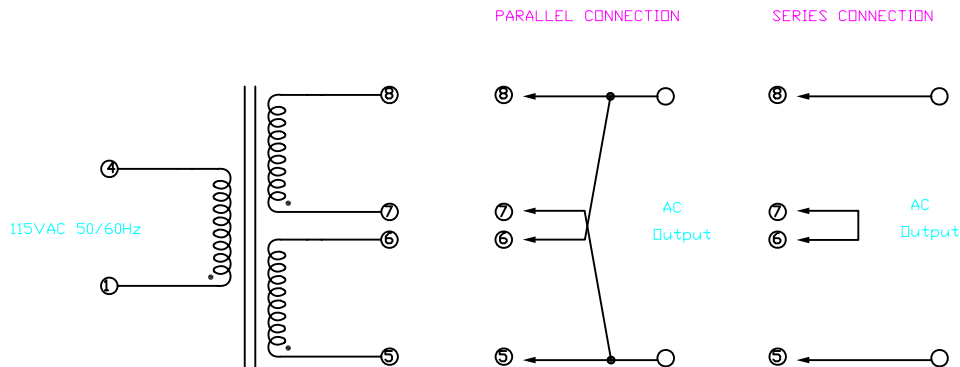 PARALLEL CONNECTION
SERIES CONNECTION
8
8
8
4
7
7
7
AC
AC
115VAC 50/60Hz
6
6
6
Output
Output
1
5
5
5